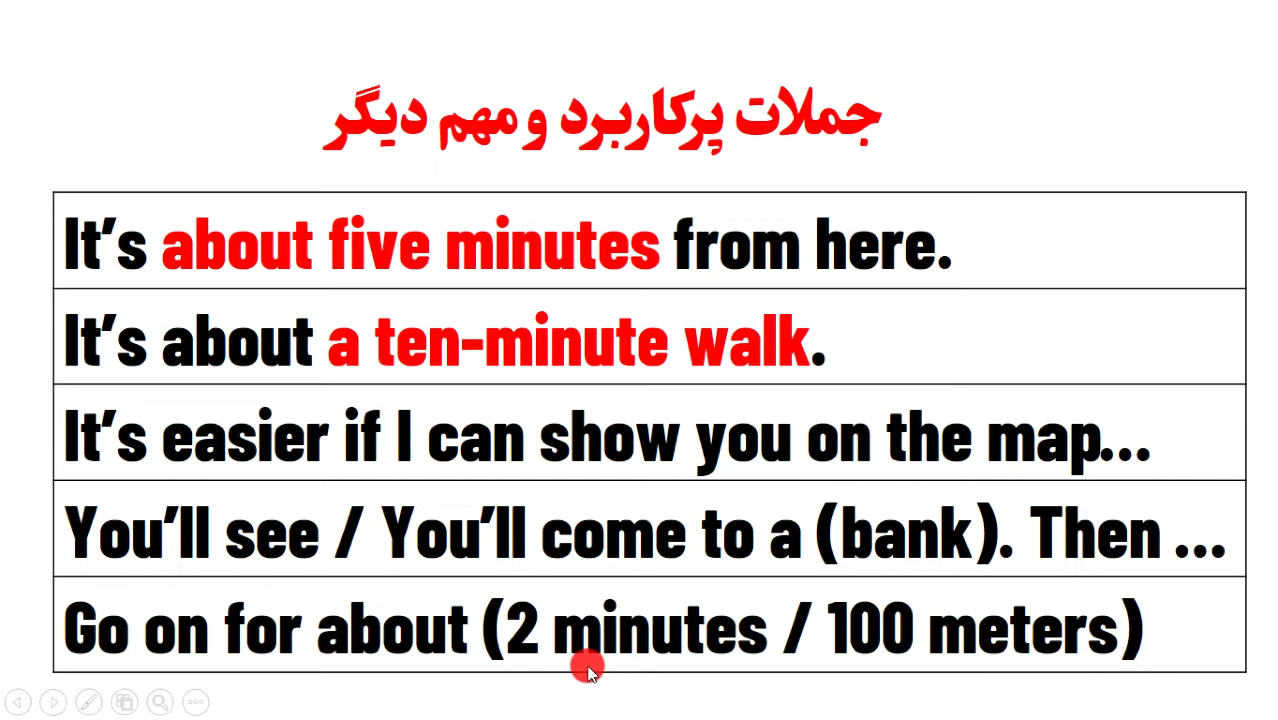 جملات پرکاربرد و مهم دیگر
It’s about five minutes from here.
It’s about a ten-minute walk.
It’s easier if I can show you on the map...
You’ll see / You’ll come to a (bank). Then ...
Go on for about (2 minutes / 100 meters)